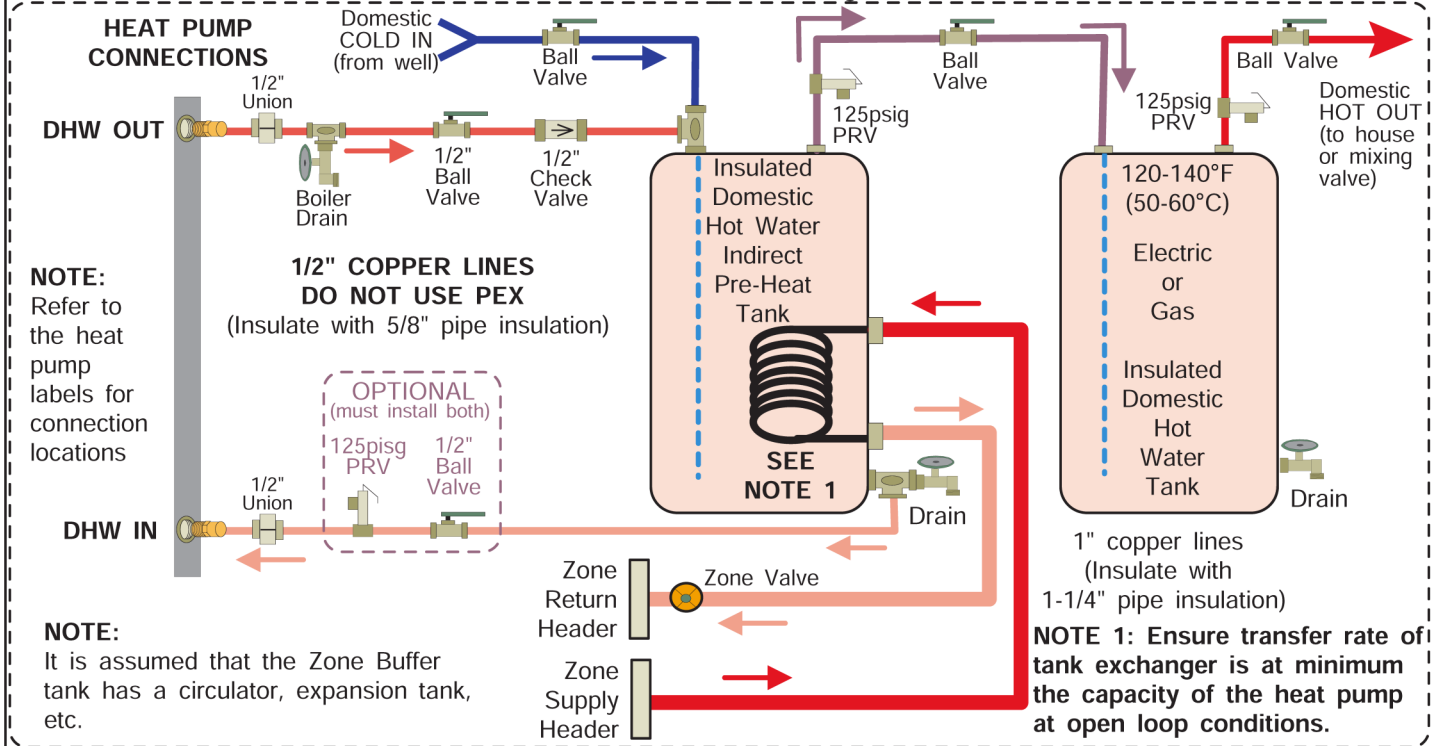 HEAT PUMP
CONNECTIONS
Domestic
COLD IN
(from well)
Ball
Valve
Ball
Valve
Ball Valve
Domestic
HOT OUT
(to house
or mixing
valve)
125psig
PRV
125psig
PRV
DHW OUT
1/2"
Union
Boiler
Drain
1/2"
Ball
Valve
1/2"
Check
Valve
Insulated
Domestic
Hot Water
Indirect
Pre-Heat
Tank
SEE
NOTE 1
120-140°F
(50-60°C)
Electric
or
Gas
Insulated
Domestic
Hot
Water
Tank
Drain
1/2" COPPER LINES
DO NOT USE PEX
(Insulate with 5/8" pipe insulation)
NOTE:
Refer to
the heat
pump
labels for
connection
locations
OPTIONAL
(must install both)
125pisg
PRV
1/2"
Ball
Valve
DHW IN
1/2"
Union
Drain
1" copper lines
(Insulate with
1-1/4" pipe insulation)
Zone
Return
Header
Zone Valve
Zone
Supply
Header
NOTE:
It is assumed that the Zone Buffer
tank has a circulator, expansion tank,
etc.
NOTE 1: Ensure transfer rate of
tank exchanger is at minimum
the capacity of the heat pump
at open loop conditions.